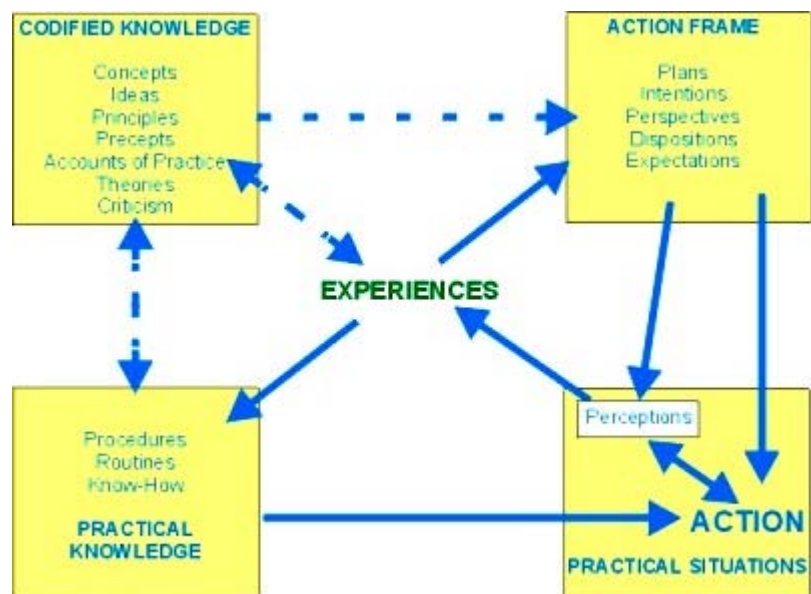 CODIFIED KNOWLEDGE
Concepts
Ideas
Principles
Precepts
Accounts of Practice
Theories
Criticism
ACTION FRAME
Plans
Intentions
Perspectives
Dispositions
Expectations
EXPERIENCES
Procedures
Routines
Know-How
PRACTICAL
KNOWLEDGE
Perceptions
ACTION
PRACTICAL SITUATIONS